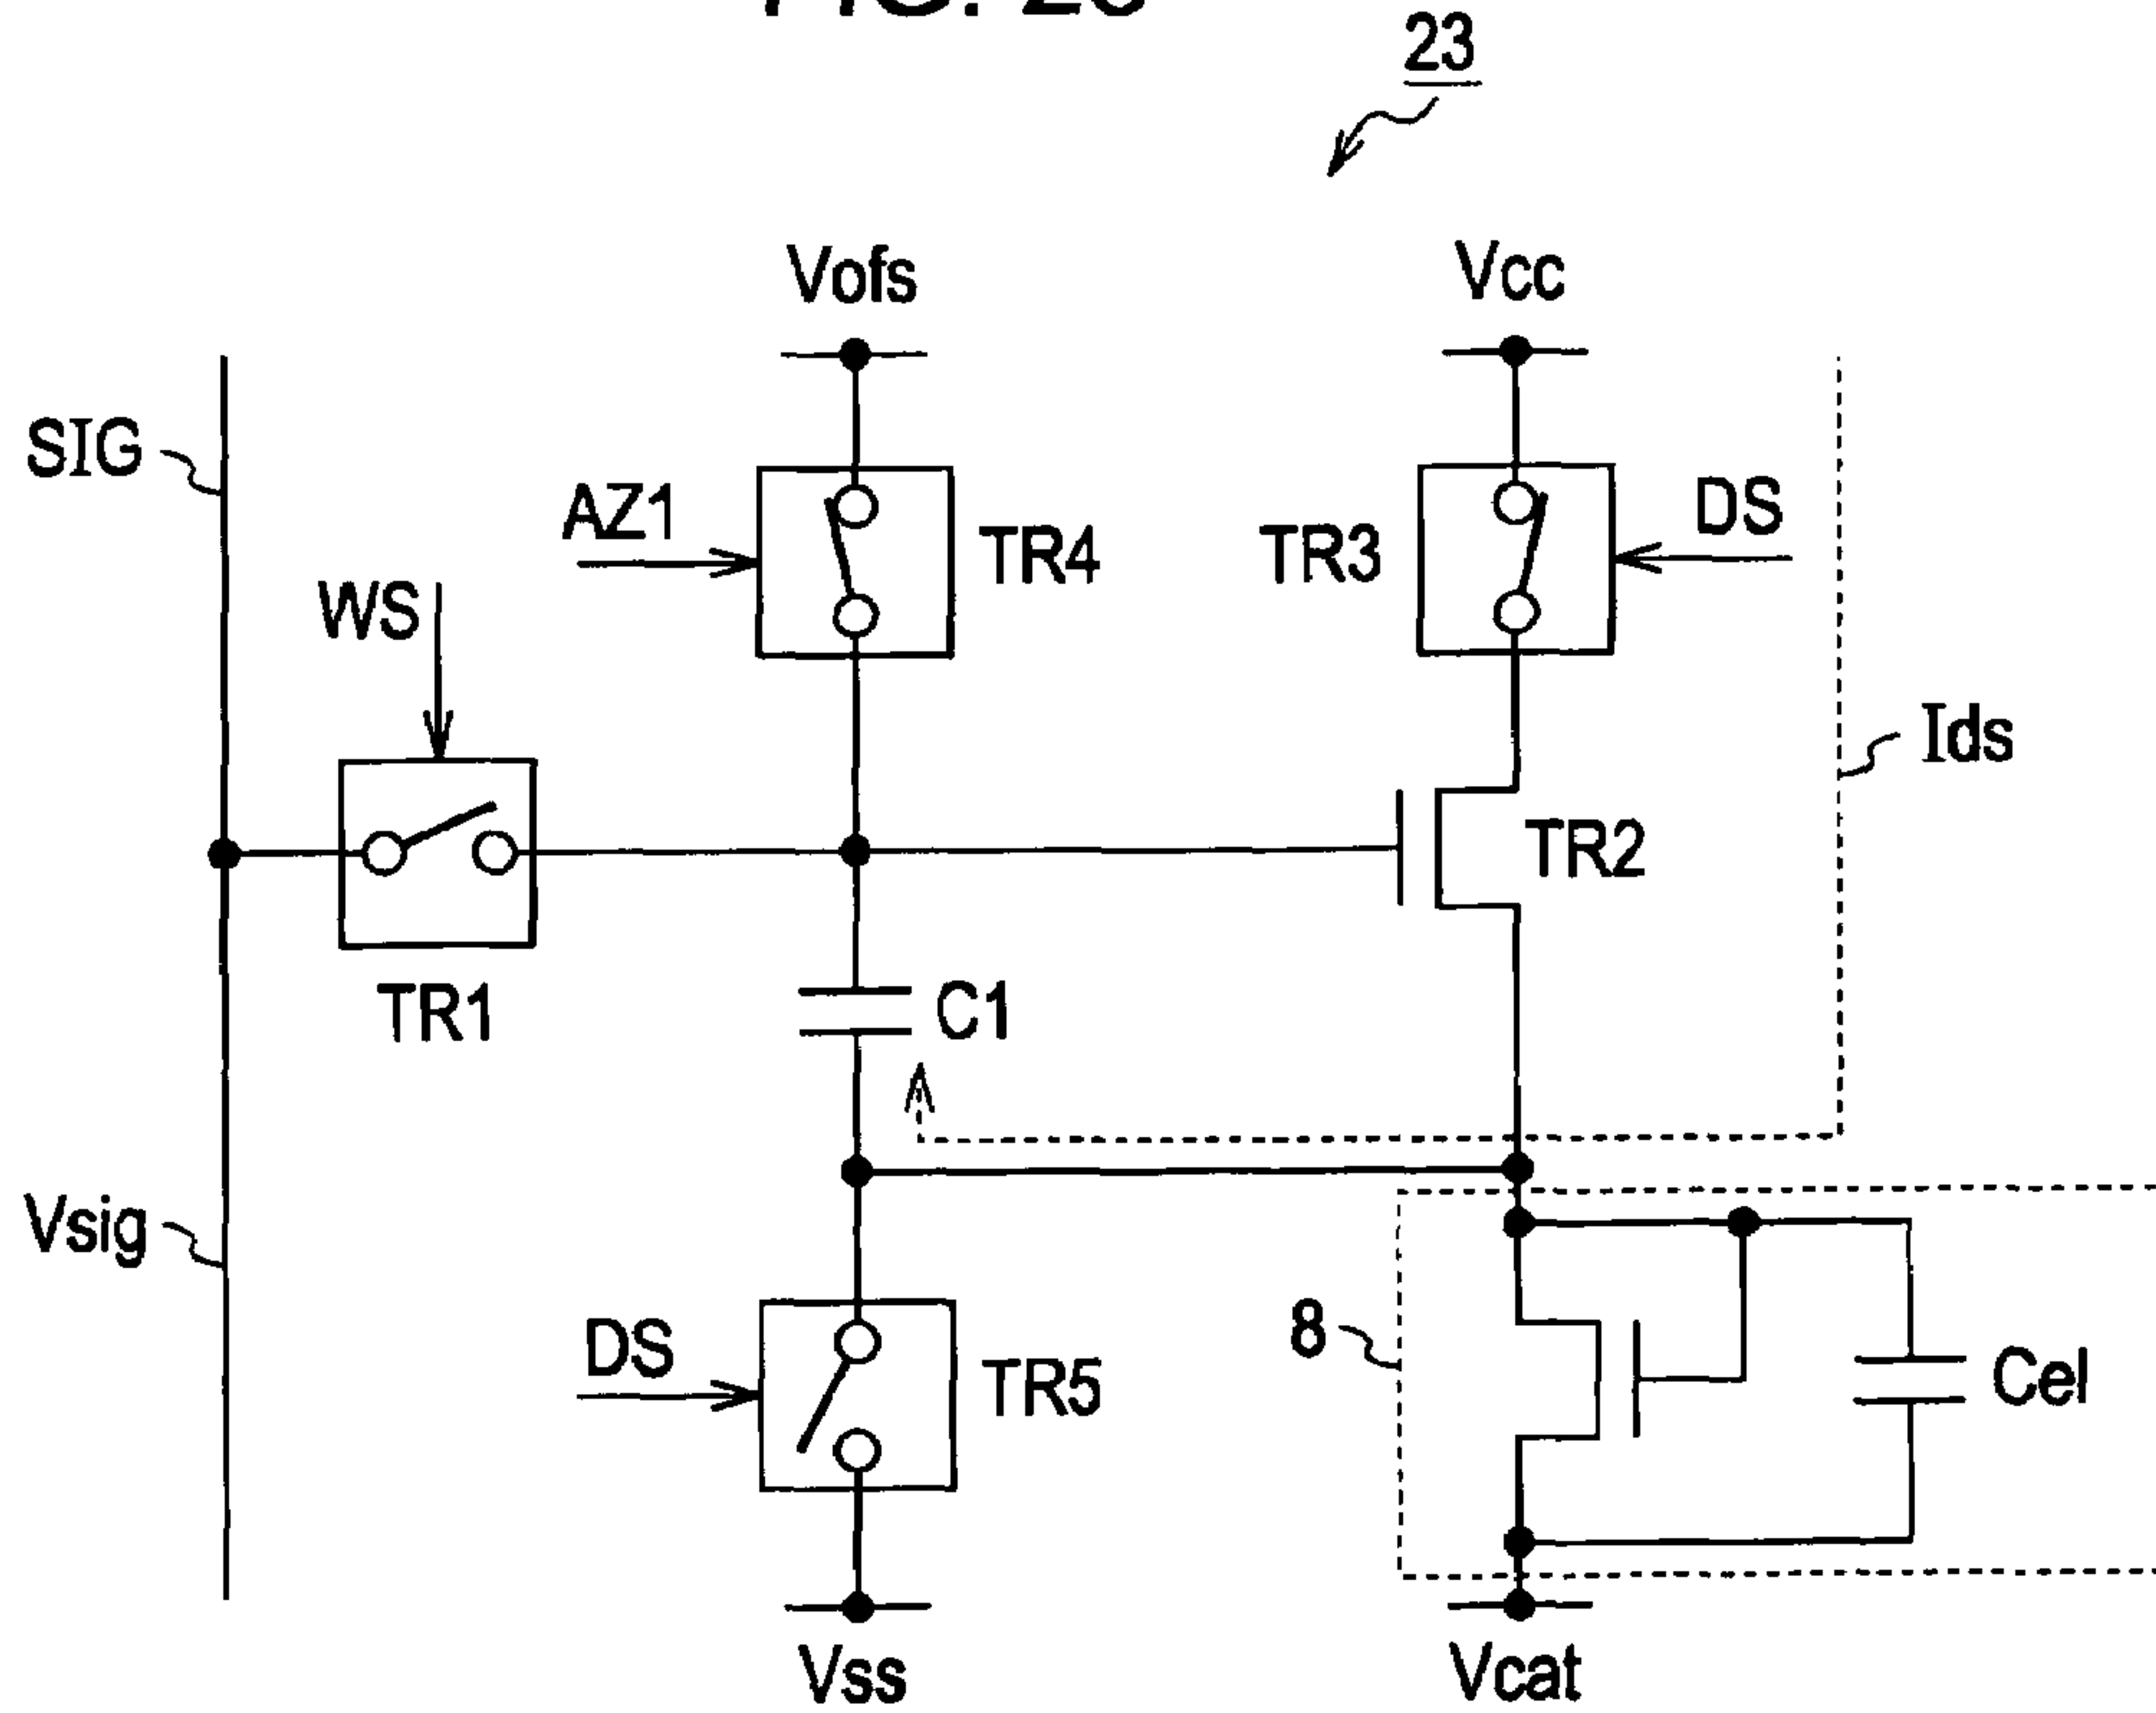 23
Vofs
Vcc
SIG
AZ1
TR4
TR3
DS
WS
Ids
TR2
TR1
C1
Vsig
DS
TR5
8
Cel
Vss
Vcat